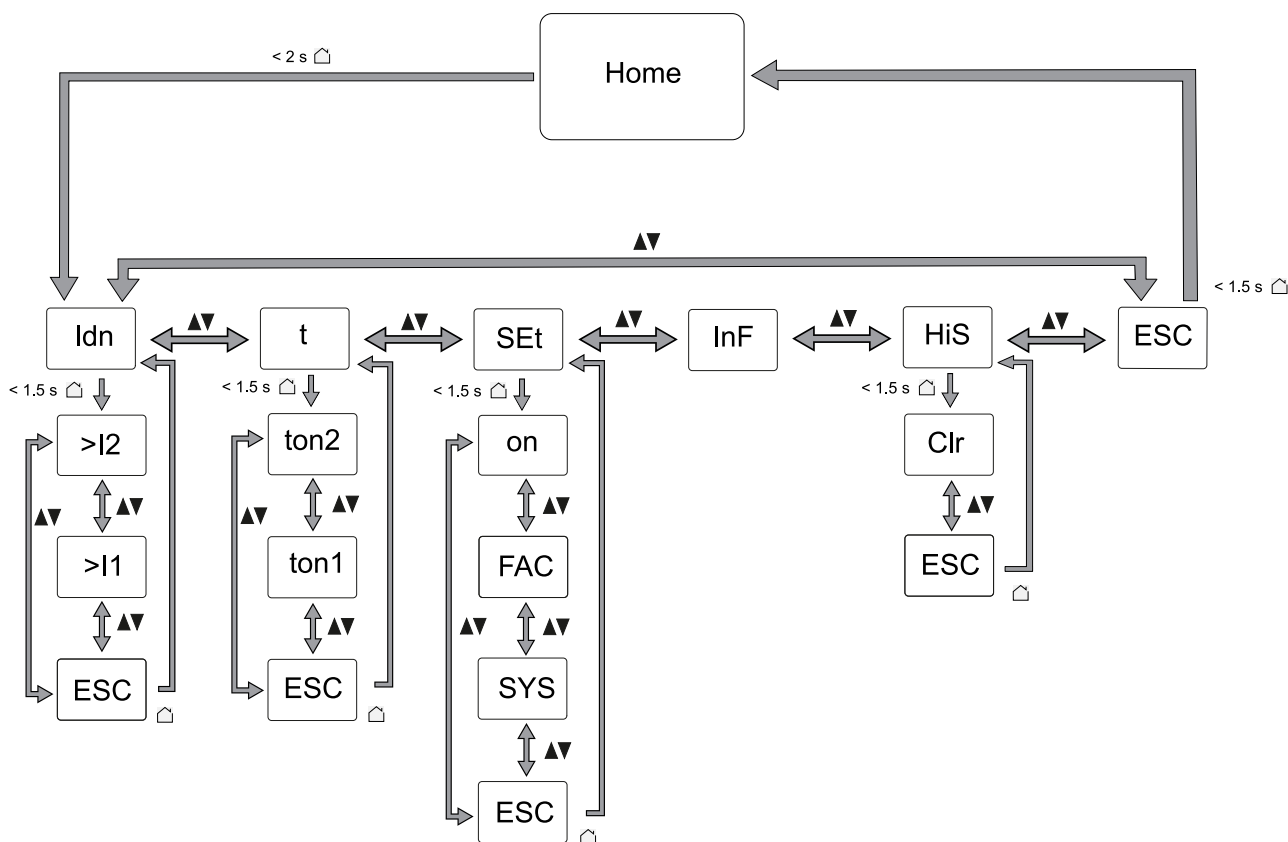 < 2 s
Home
▲▼
< 1.5 s
Idn
▲▼
t
▲▼
SEt
▲▼
InF
▲▼
HiS
▲▼
ESC
< 1.5 s
< 1.5 s
< 1.5 s
< 1.5 s
>I2
ton2
on
Clr
▲▼
▲▼
▲▼
▲▼
▲▼
▲▼
>I1
ton1
FAC
ESC
▲▼
▲▼
▲▼
▲▼
ESC
ESC
SYS
▲▼
ESC